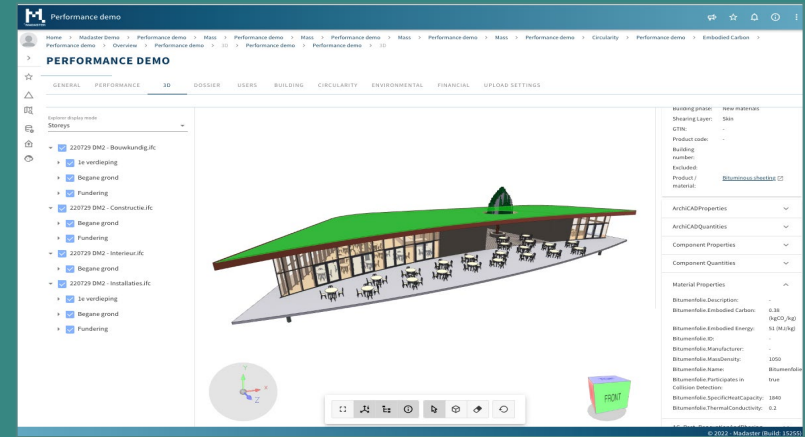 M. Performance demo
Home > Madaster Demo > Performance demo > Mass > Performance demo > Mass > Performance demo > Mass > Performance demo > Mass > Performance demo > Circularity > Performance demo > Embodied Carbon >
Performance demo > Overview > Performance demo > 3D > Performance demo > Performance demo > 3D
PERFORMANCE DEMO
GENERAL PERFORMANCE 3D DOSSIER USERS BUILDING CIRCULARITY ENVIRONMENTAL FINANCIAL UPLOAD SETTINGS
Explorer display mode
Storeys
220729 DM2 - Bouwkundig.ifc
1e verdieping
Begane grond
Fundering
220729 DM2 - Constructie.ifc
Begane grond
Fundering
220729 DM2 - Interieur.ifc
Begane grond
220729 DM2 - Installaties.ifc
1e verdieping
Begane grond
Fundering
Y
X
Z
FRONT
Building phase: New materials
Shearing Layer: Skin
GTIN: -
Product code: -
Building
number:
Excluded:
Product / Bituminous sheeting
material:
ArchiCADProperties
ArchiCADQuantities
Component Properties
Component Quantities
Material Properties
Bitumenfolie.Description: -
Bitumenfolie.Embodied Carbon: 0.38
(kgCO₂/kg)
Bitumenfolie.Embodied Energy: 51 (MJ/kg)
Bitumenfolie.ID: -
Bitumenfolie.Manufacturer: -
Bitumenfolie.MassDensity: 1050
Bitumenfolie.Name: Bitumenfolie
Bitumenfolie.Participates in true
Collision Detection:
Bitumenfolie.SpecificHeatCapacity: 1840
Bitumenfolie.ThermalConductivity: 0.2
© 2022 - Madaster (Build: 15255)